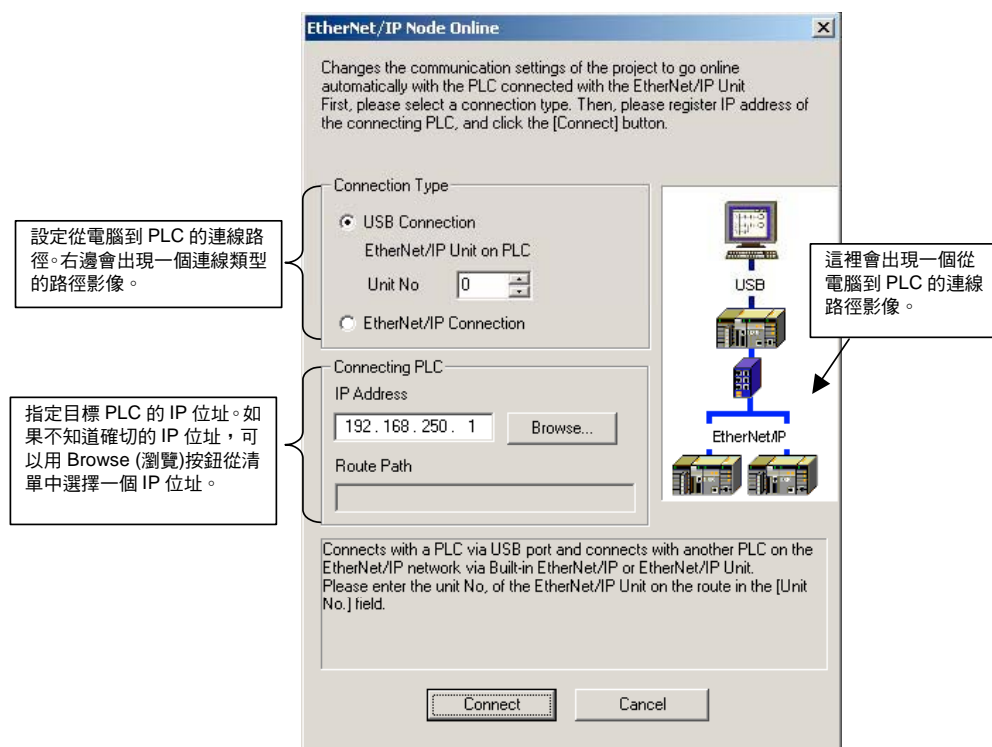 EtherNet/IP Node Online
Changes the communication settings of the project to go online
automatically with the PLC connected with the EtherNet/IP Unit
First, please select a connection type. Then, please register IP address of
the connecting PLC, and click the [Connect] button.
Connection Type
USB Connection
EtherNet/IP Unit on PLC
Unit No 0
EtherNet/IP Connection
設定從電腦到 PLC 的連線路
徑。右邊會出現一個連線類型
的路徑影像。
USB
EtherNet/IP
這裡會出現一個從
電腦到 PLC 的連線
路徑影像。
Connecting PLC
IP Address
192 . 168 . 250 . 1 Browse...
Route Path
指定目標 PLC 的 IP 位址。如
果不知道確切的 IP 位址，可
以用 Browse (瀏覽)按鈕從清
單中選擇一個 IP 位址。
Connects with a PLC via USB port and connects with another PLC on the
EtherNet/IP network via Built-in EtherNet/IP or EtherNet/IP Unit.
Please enter the unit No, of the EtherNet/IP Unit on the route in the [Unit
No.] field.
Connect Cancel